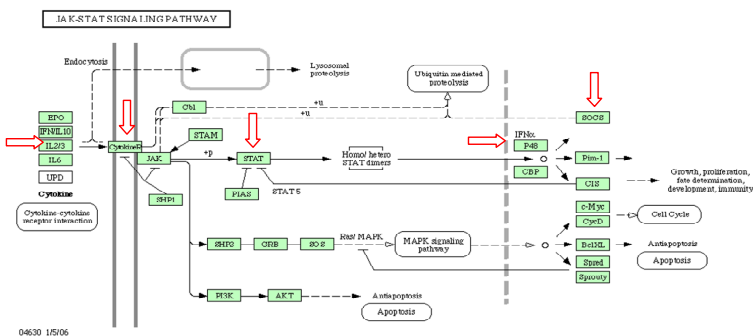 JAK-STAT SIGNALING PATHWAY
Endocytosis
Lysosomal
proteolysis
Ubiquitin mediated
proteolysis
EPO
IFN/IL10
IL2/3
IL6
UPD
Cytokine
Cytokine-cytokine
receptor interaction
CytokineR
JAK
Cbl
STAM
+u
+u
+p
STAT
SHP1
PIAS
STAT 5
Homo/ hetero
STAT dimers
IFNα
P48
CBP
SOCS
Pim-1
CIS
Growth, proliferation,
fate determination,
development, immunity
c-Myc
CycD
Cell Cycle
SHP2
GRB
SOS
Ras/ MAPK
MAPK signaling
pathway
BclXL
Antiapoptosis
Spred
Sprouty
Apoptosis
PI3K
AKT
Antiapoptosis
Apoptosis
04630 1/5/06